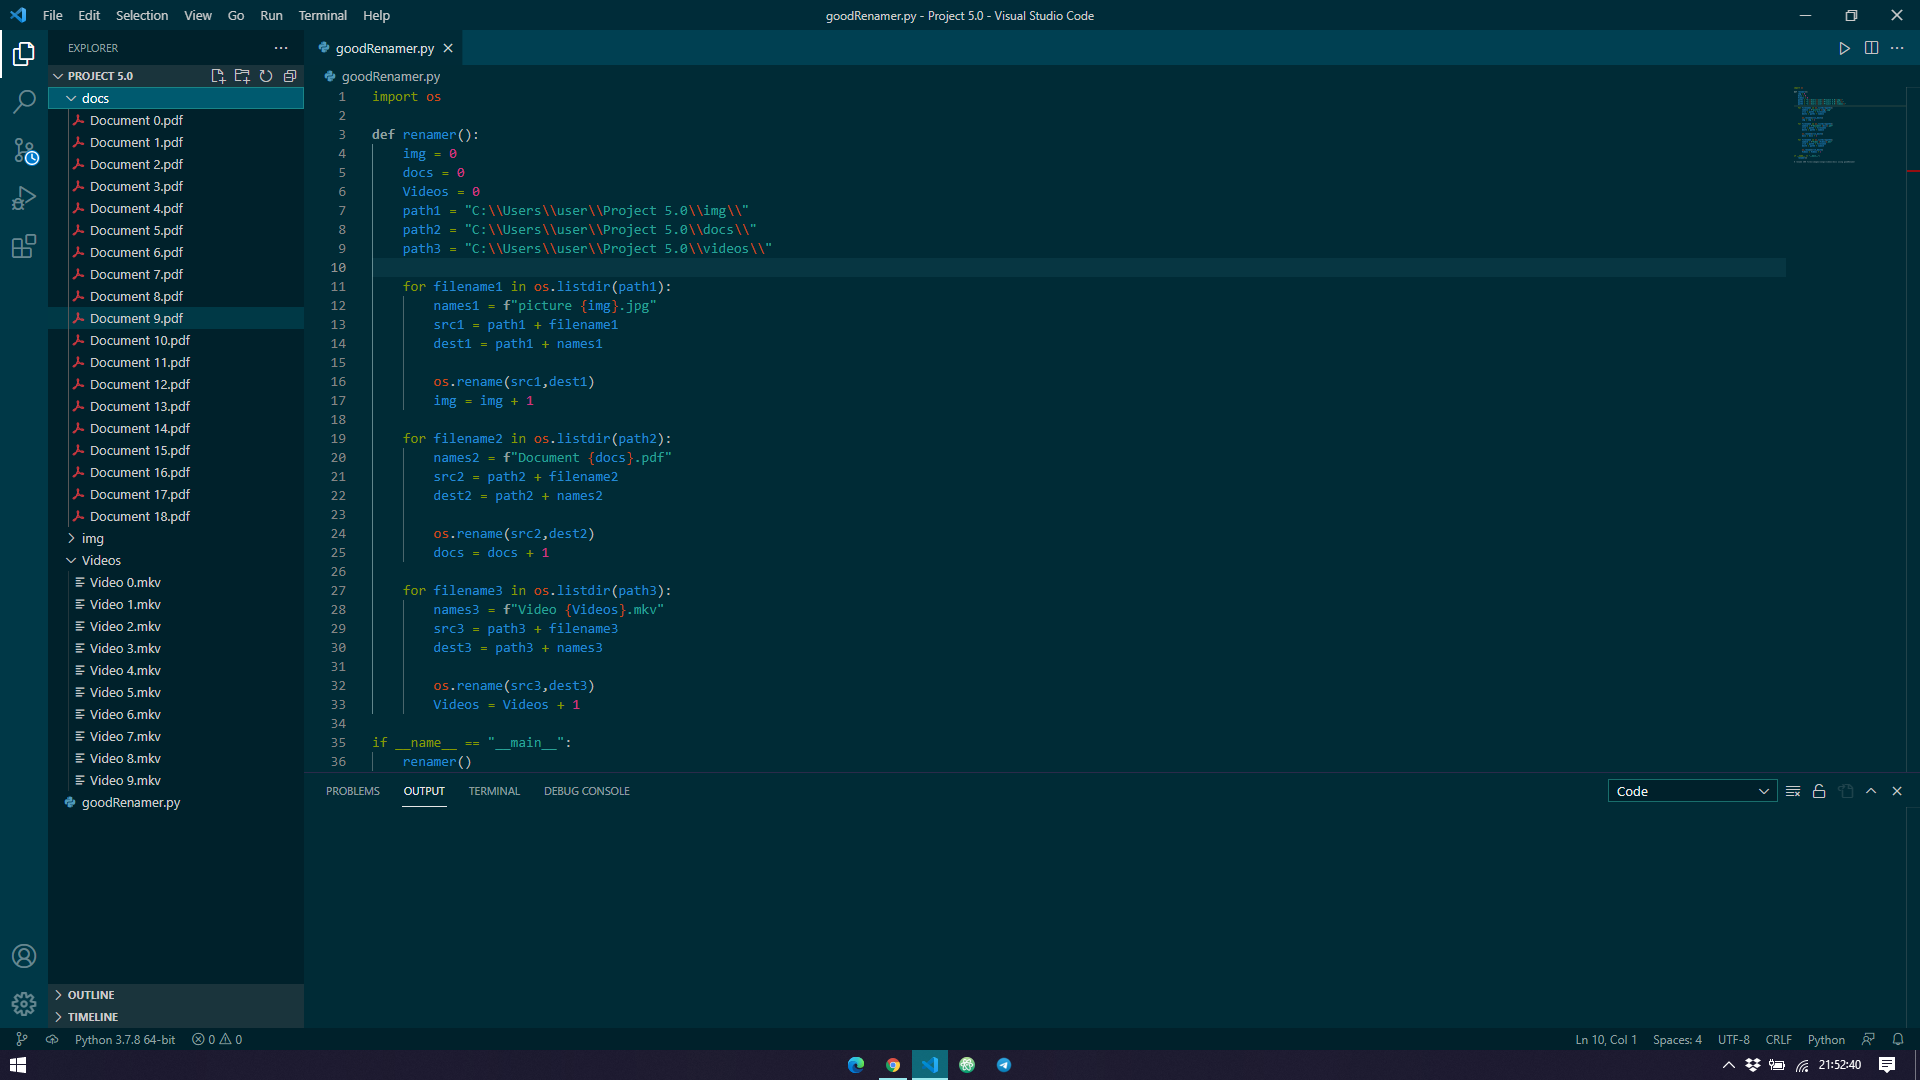 File Edit Selection View Go Run Terminal Help
goodRenamer.py - Project 5.0 - Visual Studio Code
EXPLORER
PROJECT 5.0
docs
Document 0.pdf
Document 1.pdf
Document 2.pdf
Document 3.pdf
Document 4.pdf
Document 5.pdf
Document 6.pdf
Document 7.pdf
Document 8.pdf
Document 9.pdf
Document 10.pdf
Document 11.pdf
Document 12.pdf
Document 13.pdf
Document 14.pdf
Document 15.pdf
Document 16.pdf
Document 17.pdf
Document 18.pdf
img
Videos
Video 0.mkv
Video 1.mkv
Video 2.mkv
Video 3.mkv
Video 4.mkv
Video 5.mkv
Video 6.mkv
Video 7.mkv
Video 8.mkv
Video 9.mkv
goodRenamer.py
OUTLINE
TIMELINE
goodRenamer.py
goodRenamer.py
1 import os
2
3 def renamer():
4     img = 0
5     docs = 0
6     Videos = 0
7     path1 = "C:\\Users\\user\\Project 5.0\\img\\"
8     path2 = "C:\\Users\\user\\Project 5.0\\docs\\"
9     path3 = "C:\\Users\\user\\Project 5.0\\videos\\"
10
11     for filename1 in os.listdir(path1):
12         names1 = f"picture {img}.jpg"
13         src1 = path1 + filename1
14         dest1 = path1 + names1
15
16         os.rename(src1,dest1)
17         img = img + 1
18
19     for filename2 in os.listdir(path2):
20         names2 = f"Document {docs}.pdf"
21         src2 = path2 + filename2
22         dest2 = path2 + names2
23
24         os.rename(src2,dest2)
25         docs = docs + 1
26
27     for filename3 in os.listdir(path3):
28         names3 = f"Video {Videos}.mkv"
29         src3 = path3 + filename3
30         dest3 = path3 + names3
31
32         os.rename(src3,dest3)
33         Videos = Videos + 1
34
35 if __name__ == "__main__":
36     renamer()
PROBLEMS OUTPUT TERMINAL DEBUG CONSOLE
Code
Python 3.7.8 64-bit 0 0
Ln 10, Col 1 Spaces: 4 UTF-8 CRLF Python
21:52:40